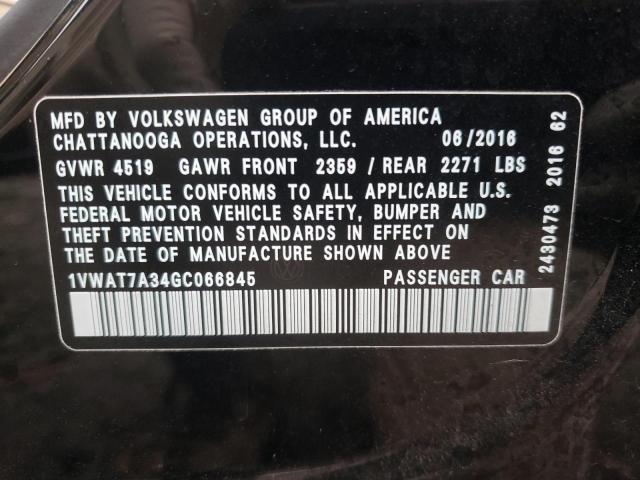 MFD BY VOLKSWAGEN GROUP OF AMERICA
CHATTANOOGA OPERATIONS, LLC. 06/2016
GVWR 4519 GAWR FRONT 2359 / REAR 2271 LBS
THIS VEHICLE CONFORMS TO ALL APPLICABLE U.S.
FEDERAL MOTOR VEHICLE SAFETY, BUMPER AND
THEFT PREVENTION STANDARDS IN EFFECT ON
THE DATE OF MANUFACTURE SHOWN ABOVE
1VWAT7A34GC066845 PASSENGER CAR
2430473 2016 62